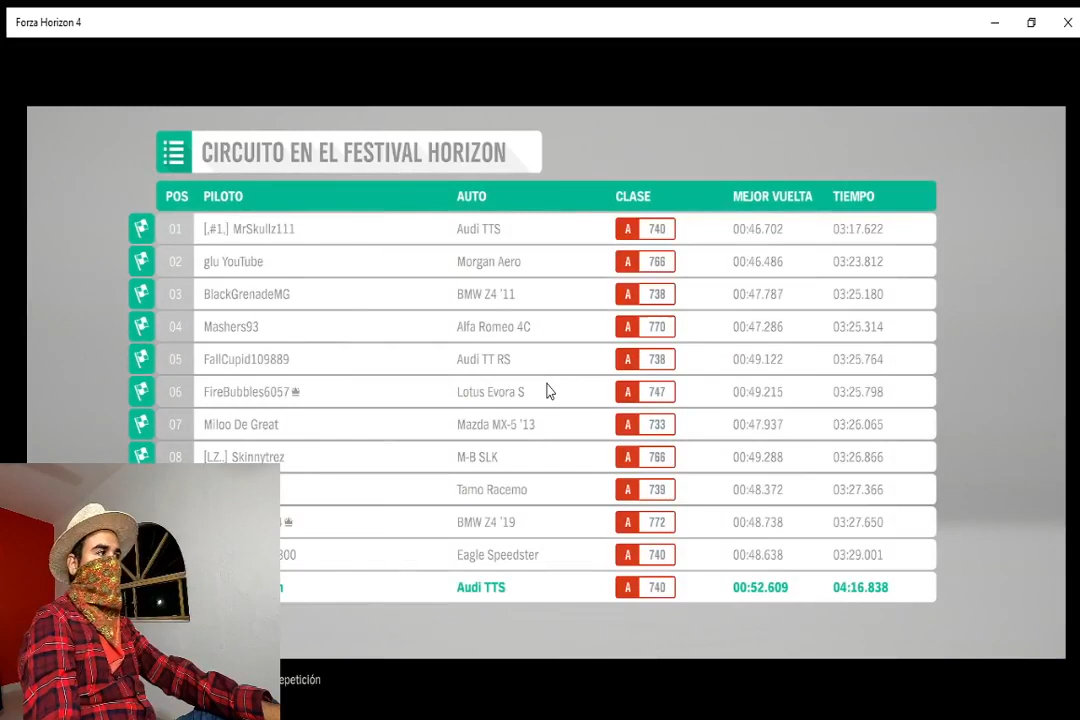 Forza Horizon 4
CIRCUITO EN EL FESTIVAL HORIZON
POS PILOTO AUTO CLASE MEJOR VUELTA TIEMPO
01 [.#1.] MrSkullz111 Audi TTS A 740 00:46.702 03:17.622
02 glu YouTube Morgan Aero A 766 00:46.486 03:23.812
03 BlackGrenadeMG BMW Z4 '11 A 738 00:47.787 03:25.180
04 Mashers93 Alfa Romeo 4C A 770 00:47.286 03:25.314
05 FallCupid109889 Audi TT RS A 738 00:49.122 03:25.764
06 FireBubbles6057 Lotus Evora S A 747 00:49.215 03:25.798
07 Miloo De Great Mazda MX-5 '13 A 733 00:47.937 03:26.065
08 [LZ..] Skinnytrez M-B SLK A 766 00:49.288 03:26.866
Tamo Racemo A 739 00:48.372 03:27.366
BMW Z4 '19 A 772 00:48.738 03:27.650
Eagle Speedster A 740 00:48.638 03:29.001
Audi TTS A 740 00:52.609 04:16.838